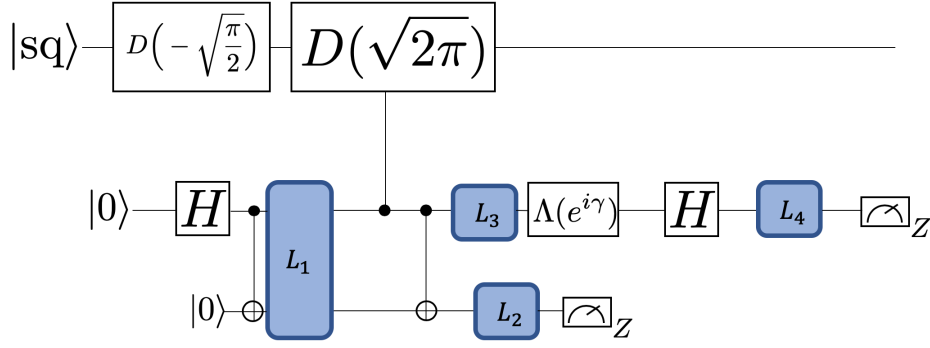 |sq⟩ D(−√(π/2)) D(√(2π))
|0⟩ H L₁ L₃ Λ(e^{iγ}) H L₄ Z
|0⟩ L₂ Z